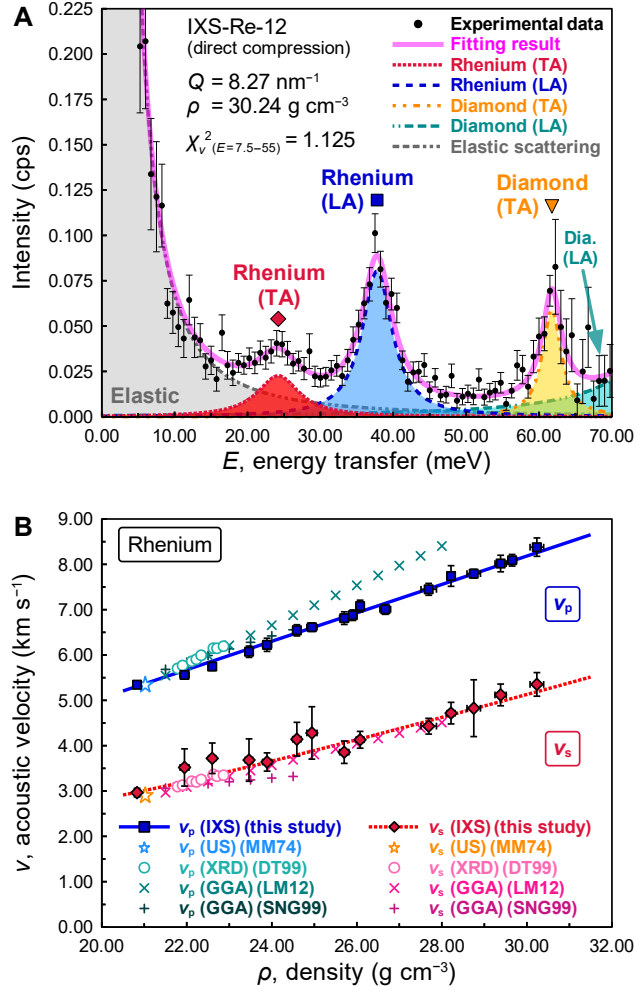 A
IXS-Re-12
(direct compression)
Q = 8.27 nm⁻¹
ρ = 30.24 g cm⁻³
χᵥ² (E=7.5–55) = 1.125
Experimental data
Fitting result
Rhenium (TA)
Rhenium (LA)
Diamond (TA)
Diamond (LA)
Elastic scattering
Rhenium
(LA)
Diamond
(TA)
Dia.
(LA)
Rhenium
(TA)
Elastic
Intensity (cps)
0.225
0.200
0.175
0.150
0.125
0.100
0.075
0.050
0.025
0.000
0.00 10.00 20.00 30.00 40.00 50.00 60.00 70.00
E, energy transfer (meV)
B
Rhenium
v, acoustic velocity (km s⁻¹)
9.00
8.00
7.00
6.00
5.00
4.00
3.00
2.00
1.00
0.00
vₚ
vₛ
vₚ (IXS) (this study)
vₚ (US) (MM74)
vₚ (XRD) (DT99)
vₚ (GGA) (LM12)
vₚ (GGA) (SNG99)
vₛ (IXS) (this study)
vₛ (US) (MM74)
vₛ (XRD) (DT99)
vₛ (GGA) (LM12)
vₛ (GGA) (SNG99)
20.00 22.00 24.00 26.00 28.00 30.00 32.00
ρ, density (g cm⁻³)